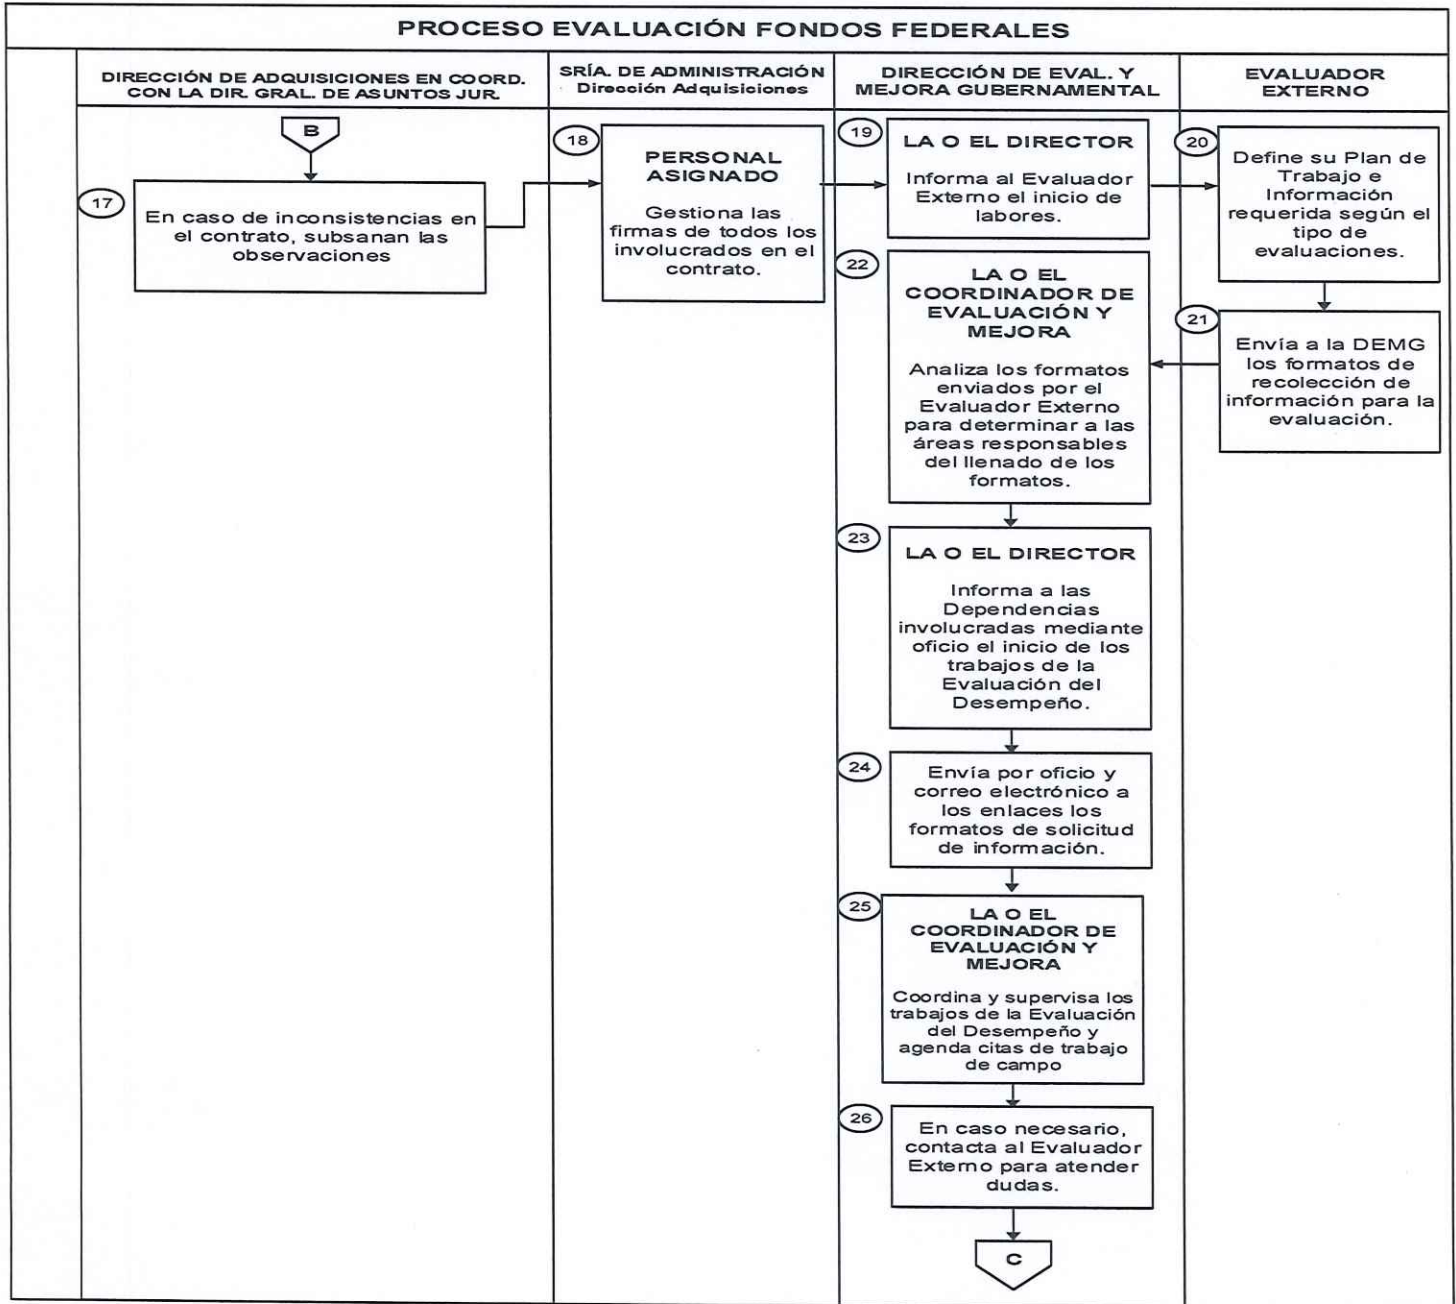 PROCESO EVALUACIÓN FONDOS FEDERALES
DIRECCIÓN DE ADQUISICIONES EN COORD.
CON LA DIR. GRAL. DE ASUNTOS JUR.
SRÍA. DE ADMINISTRACIÓN
Dirección Adquisiciones
DIRECCIÓN DE EVAL. Y
MEJORA GUBERNAMENTAL
EVALUADOR
EXTERNO
B
17
En caso de inconsistencias en
el contrato, subsanan las
observaciones
18
PERSONAL
ASIGNADO
Gestiona las
firmas de todos los
involucrados en el
contrato.
19
LA O EL DIRECTOR
Informa al Evaluador
Externo el inicio de
labores.
20
Define su Plan de
Trabajo e
Información
requerida según el
tipo de
evaluaciones.
21
Envía a la DEMG
los formatos de
recolección de
información para la
evaluación.
22
LA O EL
COORDINADOR DE
EVALUACIÓN Y
MEJORA
Analiza los formatos
enviados por el
Evaluador Externo
para determinar a las
áreas responsables
del llenado de los
formatos.
23
LA O EL DIRECTOR
Informa a las
Dependencias
involucradas mediante
oficio el inicio de los
trabajos de la
Evaluación del
Desempeño.
24
Envía por oficio y
correo electrónico a
los enlaces los
formatos de solicitud
de información.
25
LA O EL
COORDINADOR DE
EVALUACIÓN Y
MEJORA
Coordina y supervisa los
trabajos de la Evaluación
del Desempeño y
agenda citas de trabajo
de campo
26
En caso necesario,
contacta al Evaluador
Externo para atender
dudas.
C